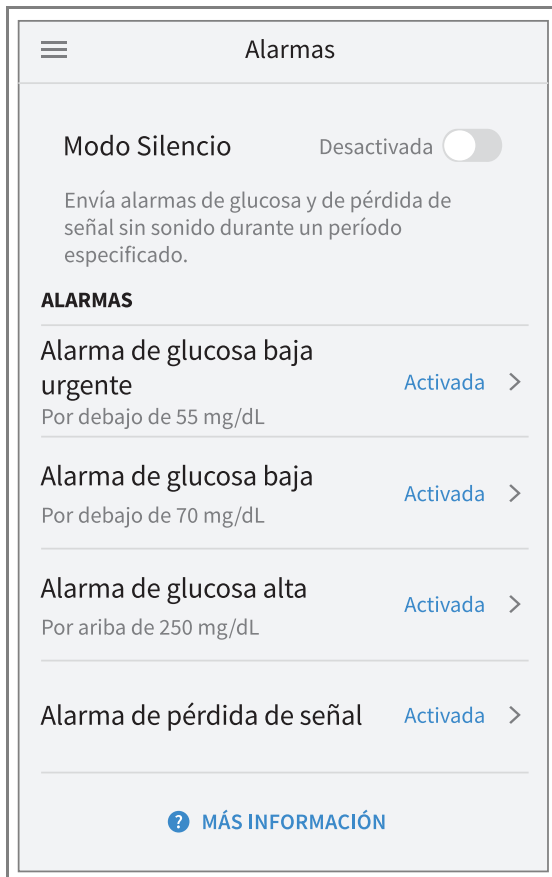 Alarmas
Modo Silencio Desactivada
Envía alarmas de glucosa y de pérdida de
señal sin sonido durante un período
especificado.
ALARMAS
Alarma de glucosa baja
urgente
Activada
Por debajo de 55 mg/dL
Alarma de glucosa baja
Activada
Por debajo de 70 mg/dL
Alarma de glucosa alta
Activada
Por ariba de 250 mg/dL
Alarma de pérdida de señal Activada
? MÁS INFORMACIÓN